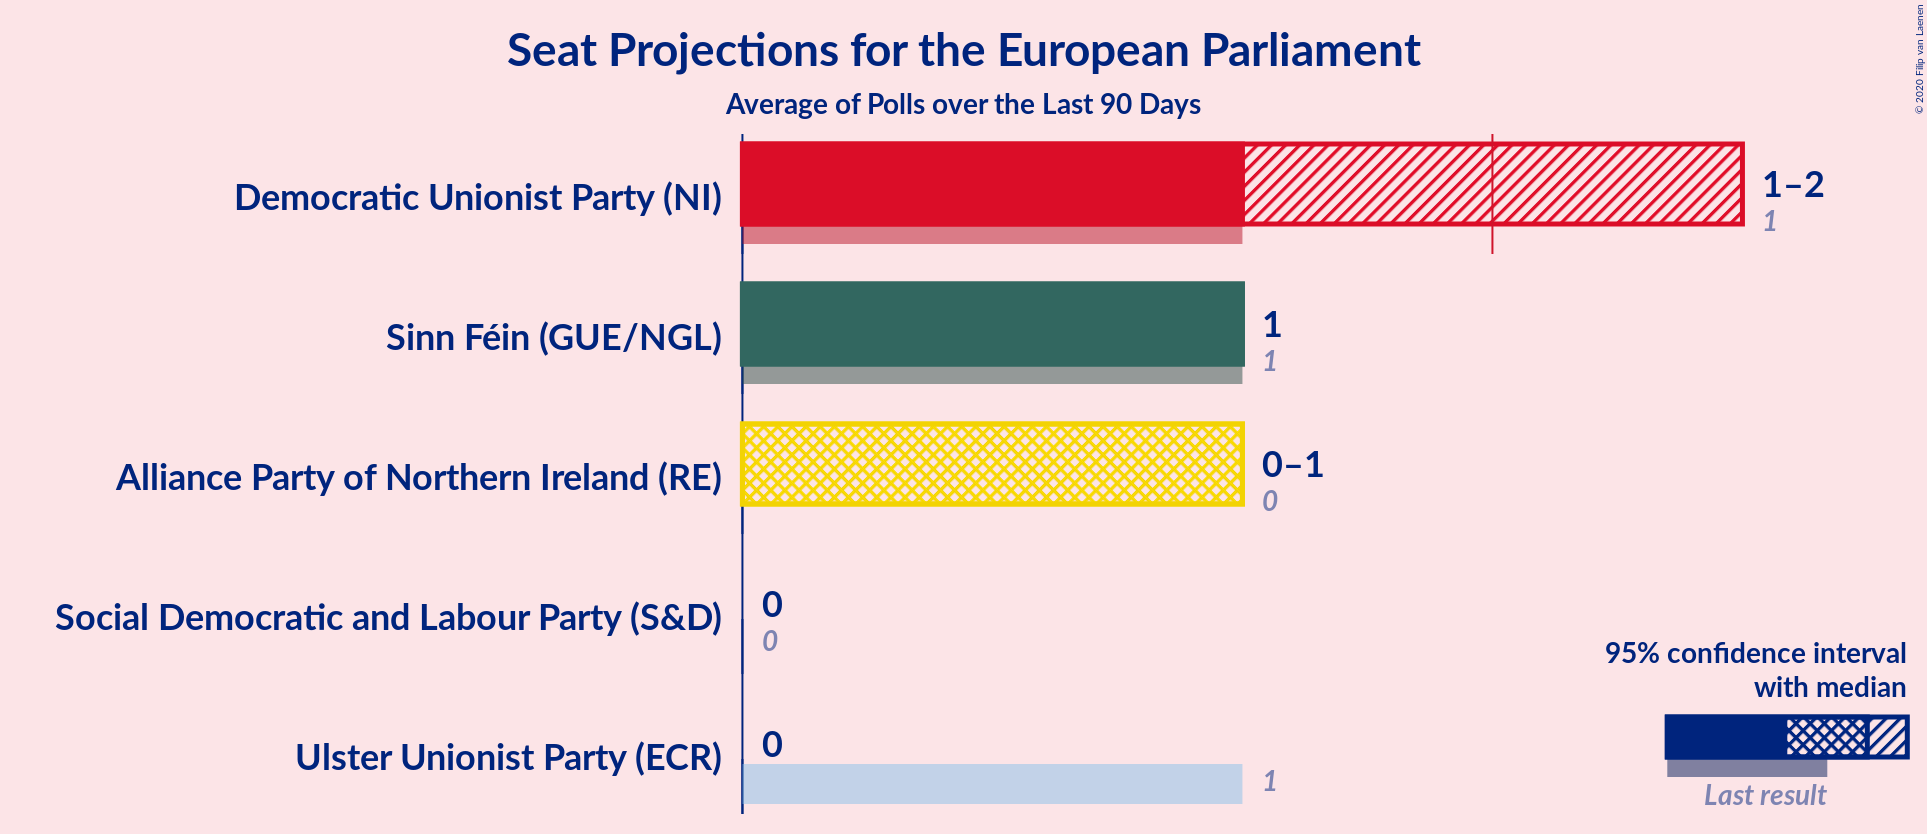 Seat Projections for the European Parliament
Average of Polls over the Last 90 Days
© 2020 Filip van Laenen
Democratic Unionist Party (NI)
1–2
1
Sinn Féin (GUE/NGL)
1
1
Alliance Party of Northern Ireland (RE)
0–1
0
Social Democratic and Labour Party (S&D)
0
0
Ulster Unionist Party (ECR)
0
1
95% confidence interval
with median
Last result